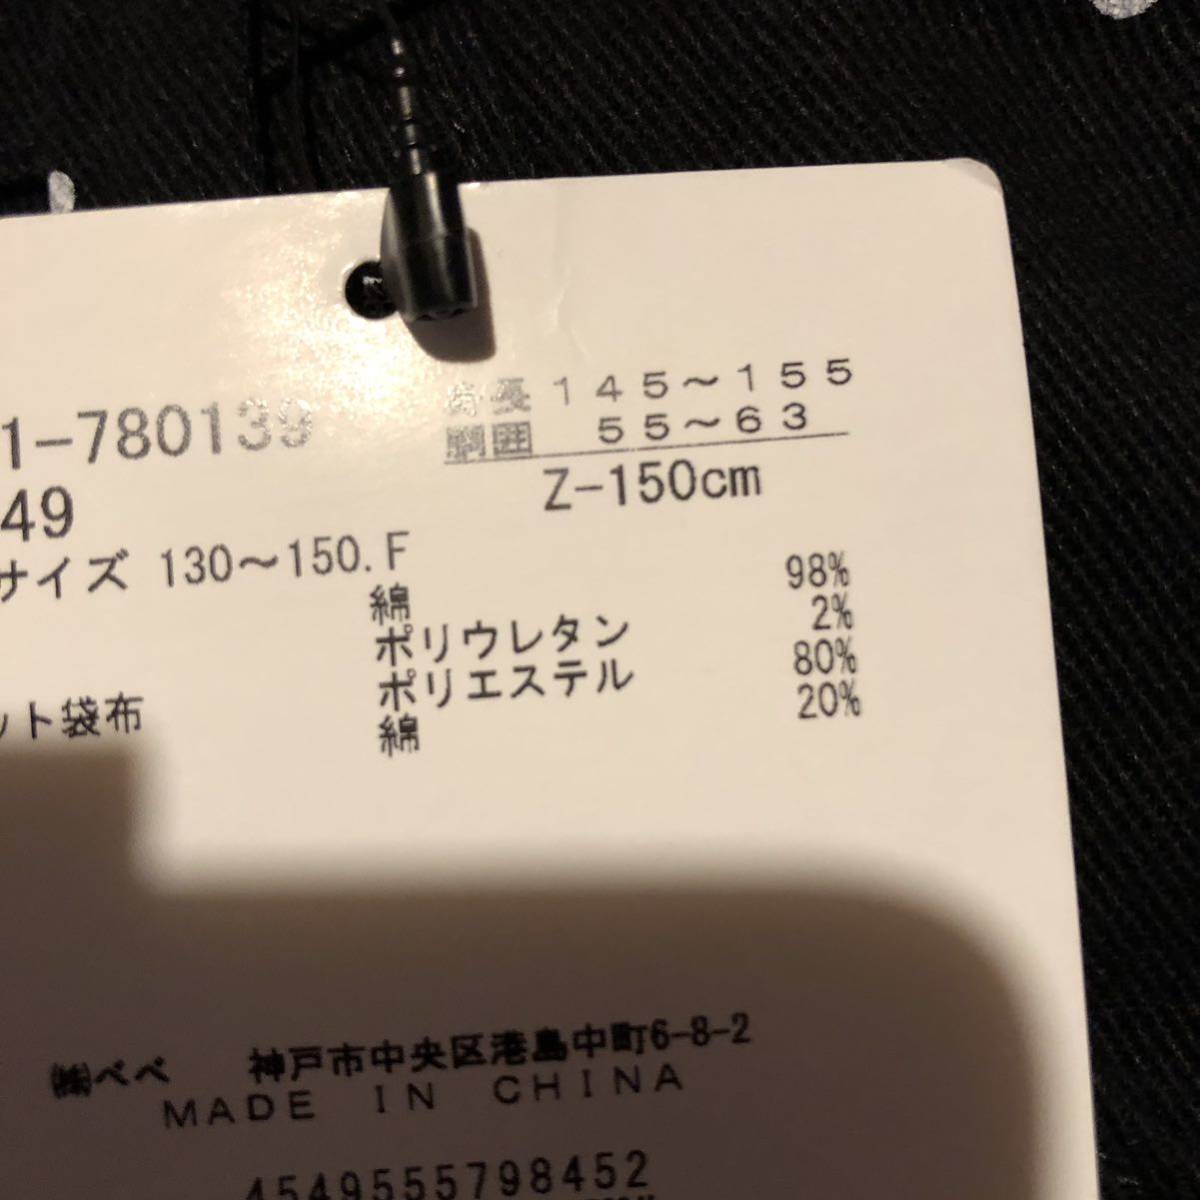 身長 145～155
胸囲 55～63
Z-150cm
1-780139
49
サイズ 130～150.F
綿 98%
ポリウレタン 2%
ポリエステル 80%
ット袋布
綿 20%
㈱べべ 神戸市中央区港島中町6-8-2
MADE IN CHINA
4549555798452